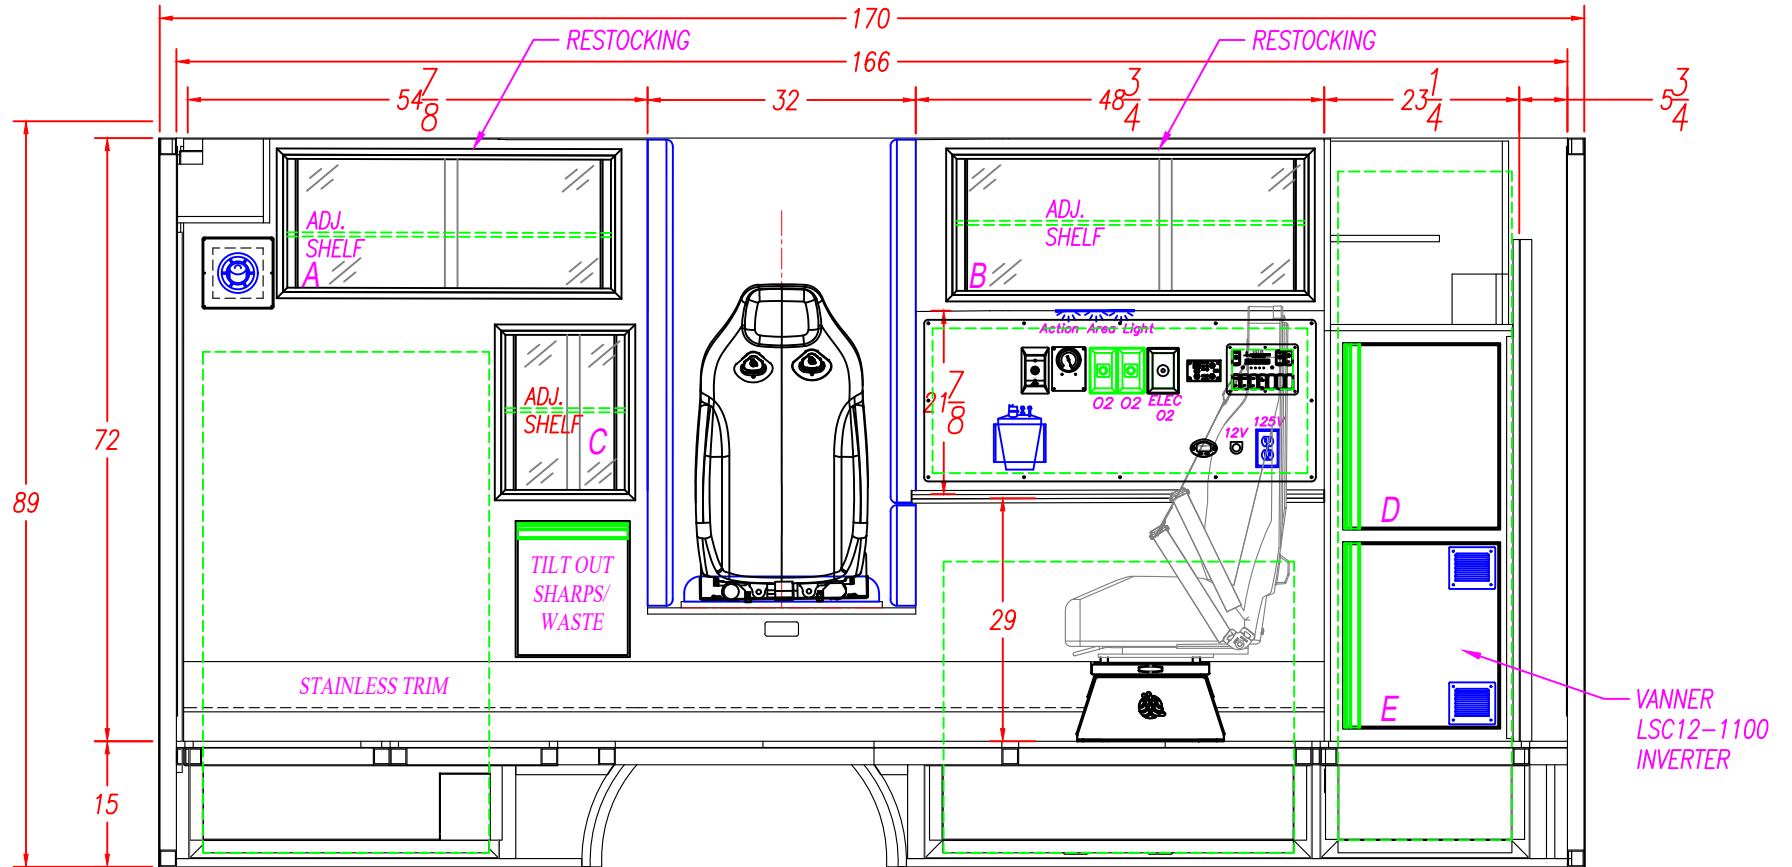 170
RESTOCKING
RESTOCKING
166
54 7/8
32
48 3/4
23 1/4
5 3/4
ADJ.
SHELF
A
ADJ.
SHELF
B
Action Area Light
ADJ.
SHELF
C
21 7/8
O2 O2 ELEC
O2
12V 125V
72
89
D
TILT OUT
SHARPS/
WASTE
29
STAINLESS TRIM
E
VANNER
LSC12-1100
INVERTER
15